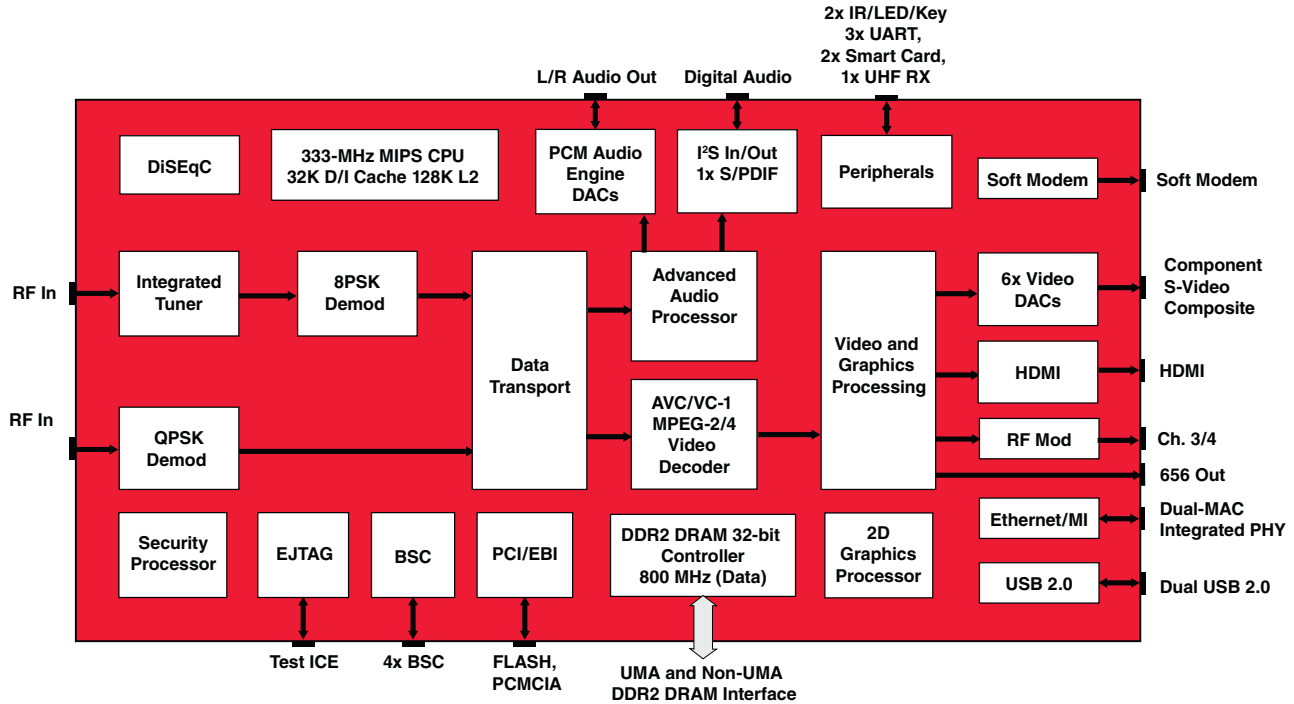 2x IR/LED/Key
3x UART,
2x Smart Card,
1x UHF RX
L/R Audio Out
Digital Audio
DiSEqC
333-MHz MIPS CPU
32K D/I Cache 128K L2
PCM Audio
Engine
DACs
I²S In/Out
1x S/PDIF
Peripherals
Soft Modem
Soft Modem
RF In
Integrated
Tuner
8PSK
Demod
Data
Transport
Advanced
Audio
Processor
Video and
Graphics
Processing
6x Video
DACs
Component
S-Video
Composite
HDMI
HDMI
RF In
QPSK
Demod
AVC/VC-1
MPEG-2/4
Video
Decoder
RF Mod
Ch. 3/4
656 Out
Security
Processor
EJTAG
BSC
PCI/EBI
DDR2 DRAM 32-bit
Controller
800 MHz (Data)
2D
Graphics
Processor
Ethernet/MI
Dual-MAC
Integrated PHY
USB 2.0
Dual USB 2.0
Test ICE
4x BSC
FLASH,
PCMCIA
UMA and Non-UMA
DDR2 DRAM Interface